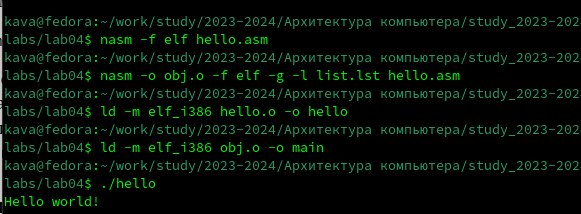 kava@fedora:~/work/study/2023-2024/Архитектура компьютера/study_2023-202
labs/lab04$ nasm -f elf hello.asm
kava@fedora:~/work/study/2023-2024/Архитектура компьютера/study_2023-202
labs/lab04$ nasm -o obj.o -f elf -g -l list.lst hello.asm
kava@fedora:~/work/study/2023-2024/Архитектура компьютера/study_2023-202
labs/lab04$ ld -m elf_i386 hello.o -o hello
kava@fedora:~/work/study/2023-2024/Архитектура компьютера/study_2023-202
labs/lab04$ ld -m elf_i386 obj.o -o main
kava@fedora:~/work/study/2023-2024/Архитектура компьютера/study_2023-202
labs/lab04$ ./hello
Hello world!